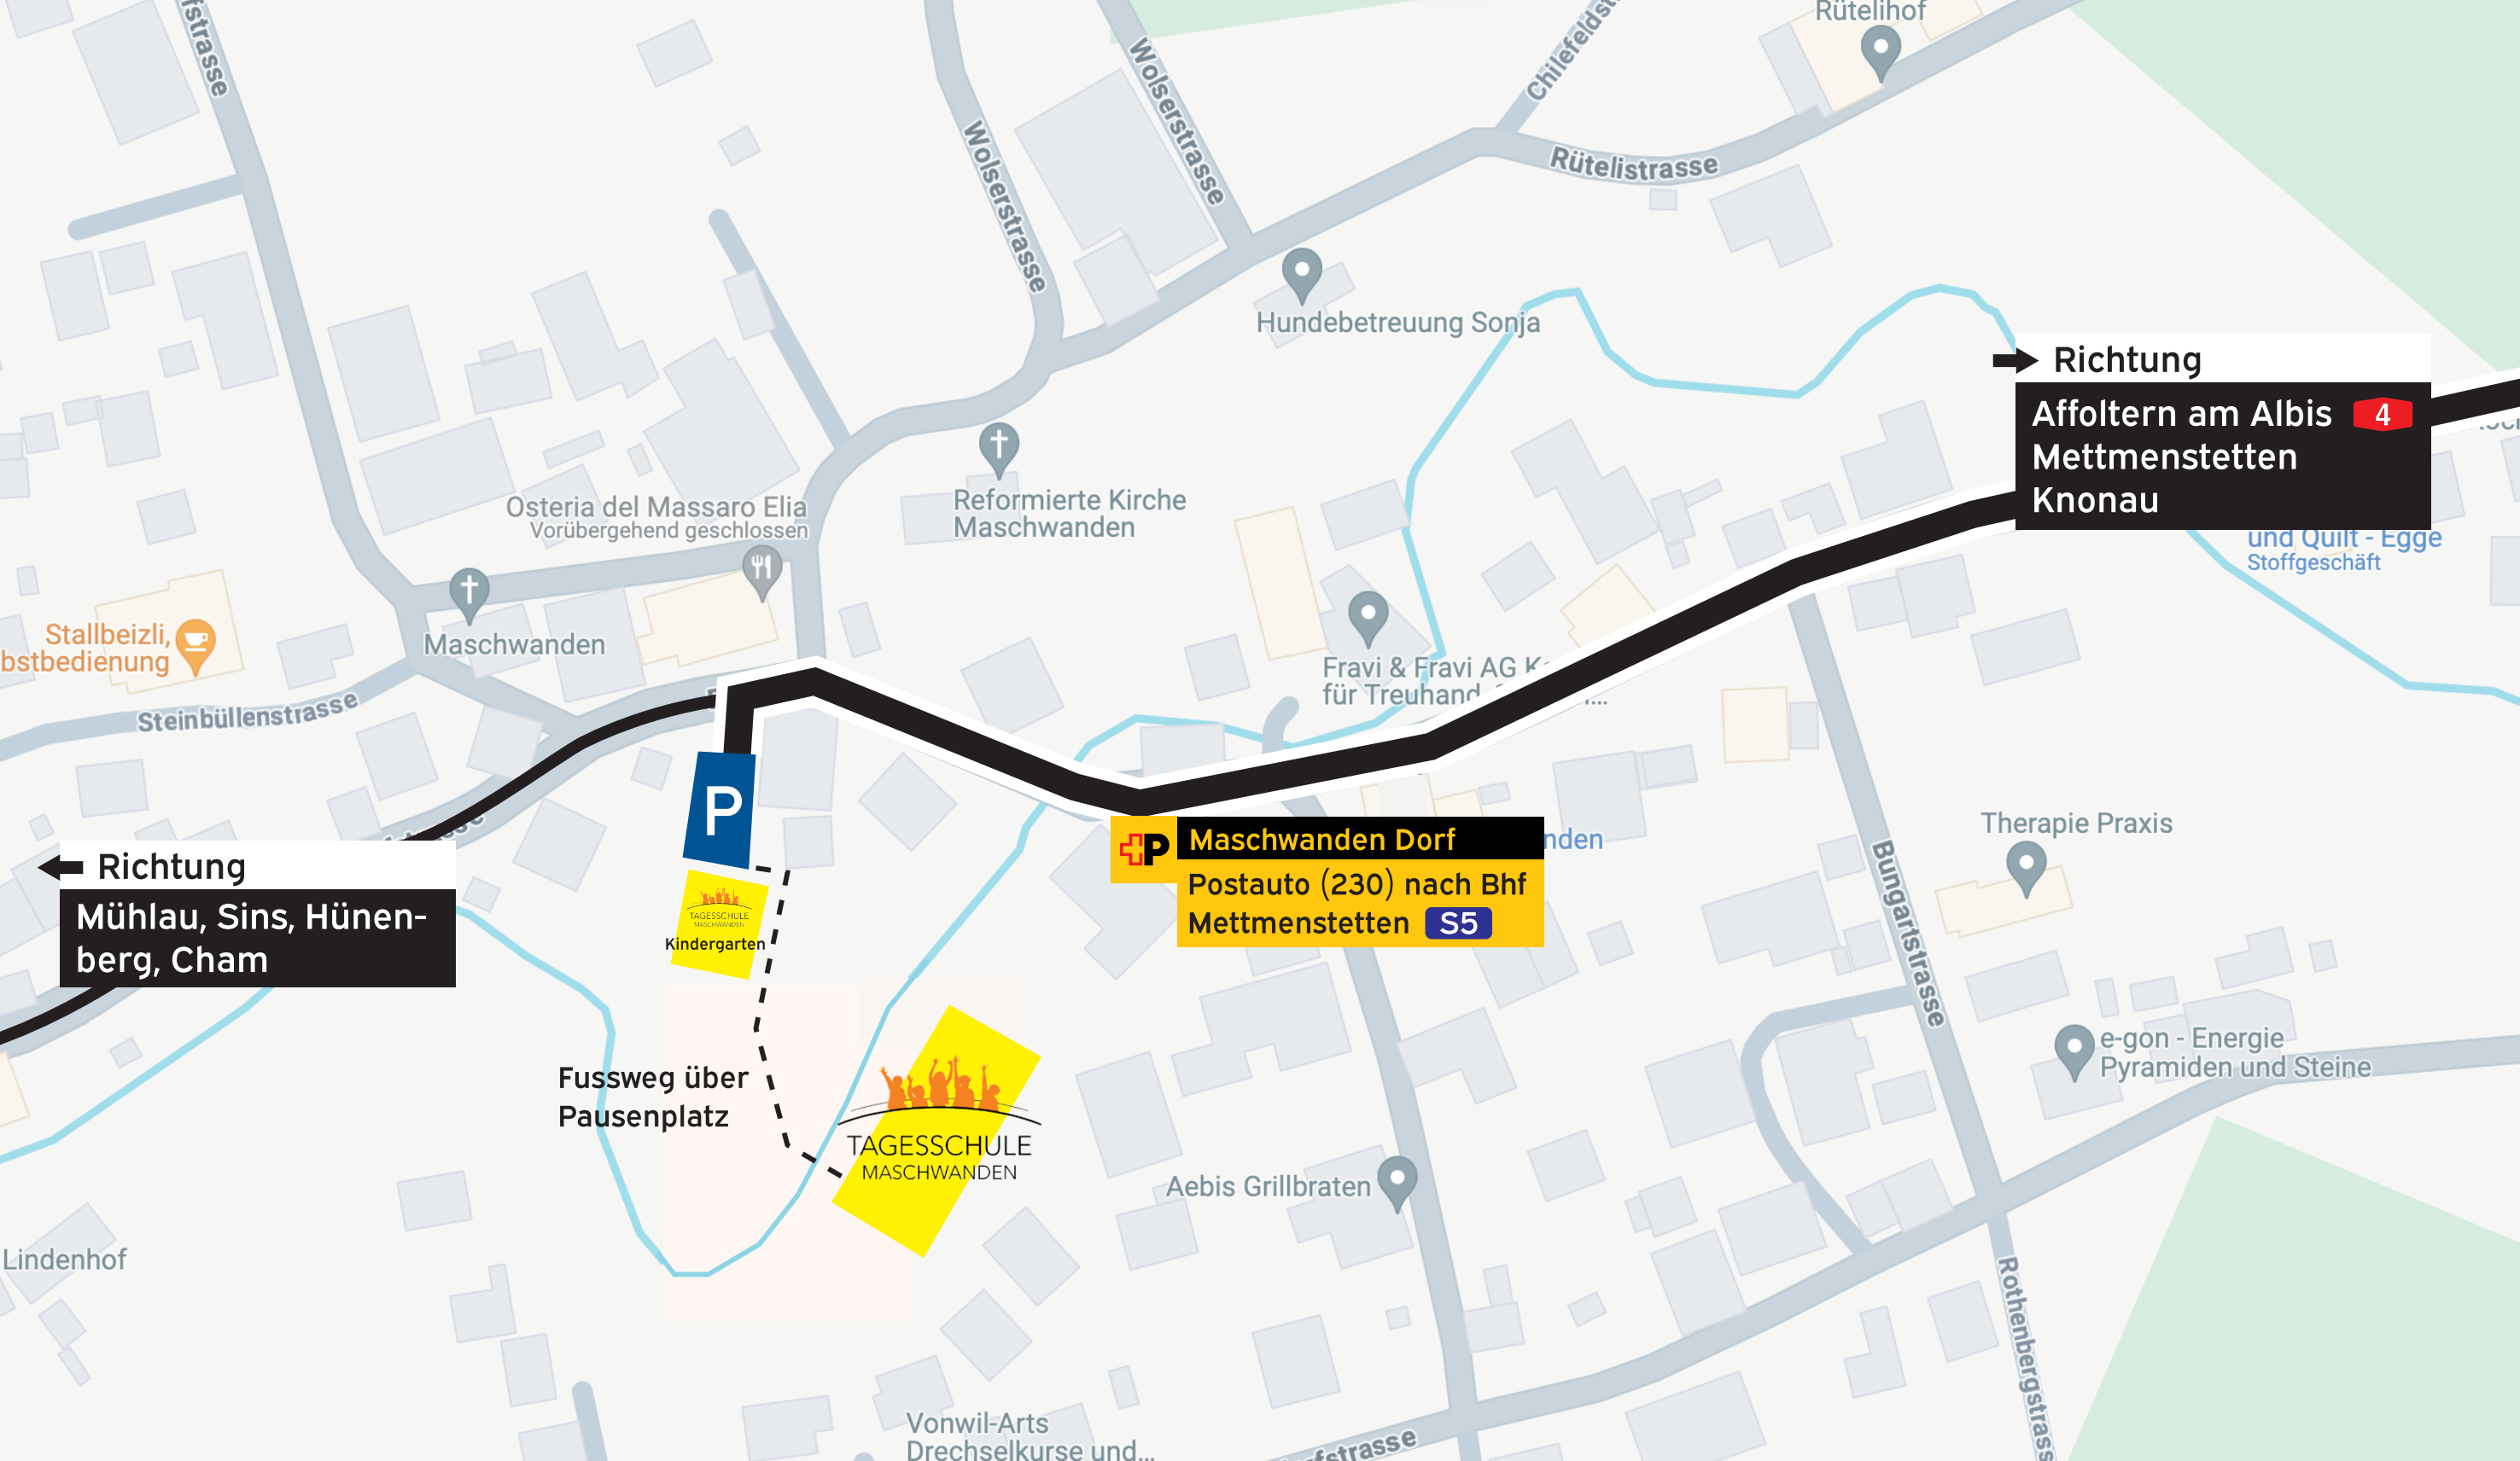 Rütelihof
Wolserstrasse
Wolserstrasse
Rütelistrasse
Hundebetreuung Sonja
Richtung
Affoltern am Albis 4
Mettmenstetten
Knonau
und Quilt - Egge
Stoffgeschäft
Osteria del Massaro Elia
Vorübergehend geschlossen
Reformierte Kirche
Maschwanden
Maschwanden
Stallbeizli,
Steinbüllenstrasse
Fravi & Fravi AG
für Treuhand
P
P
Maschwanden Dorf
Postauto (230) nach Bhf
Mettmenstetten S5
Richtung
Mühlau, Sins, Hünen-
berg, Cham
TAGESSCHULE
MASCHWANDEN
Kindergarten
Therapie Praxis
Bungartstrasse
e-gon - Energie
Pyramiden und Steine
Fussweg über
Pausenplatz
TAGESSCHULE
MASCHWANDEN
Aebis Grillbraten
Lindenhof
Rothenbergstrasse
Vonwil-Arts
Drechselkurse und...